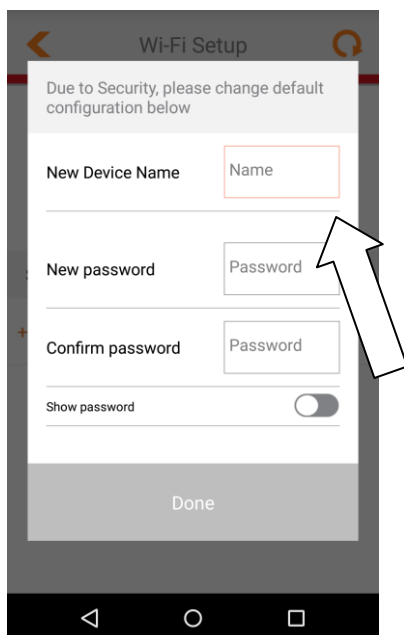 Wi-Fi Setup
Due to Security, please change default
configuration below
New Device Name
Name
New password
Password
Confirm password
Password
Show password
Done